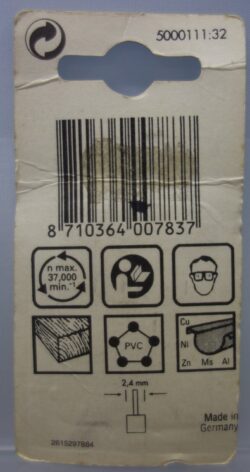 5000111:32
8 710364 007837
n max.
37,000
min.⁻¹
PVC
Cu
Ni
Zn Ms Al
2,4 mm
Made in
Germany
2615297884